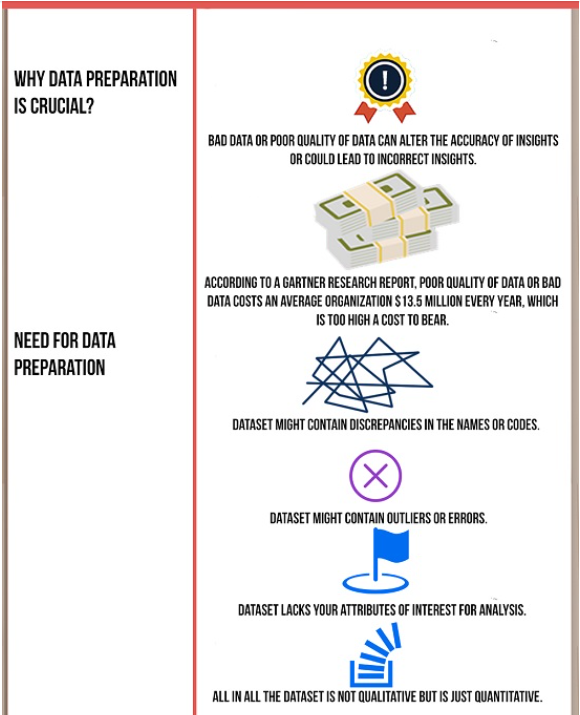 WHY DATA PREPARATION
IS CRUCIAL?
BAD DATA OR POOR QUALITY OF DATA CAN ALTER THE ACCURACY OF INSIGHTS
OR COULD LEAD TO INCORRECT INSIGHTS.
ACCORDING TO A GARTNER RESEARCH REPORT, POOR QUALITY OF DATA OR BAD
DATA COSTS AN AVERAGE ORGANIZATION $13.5 MILLION EVERY YEAR, WHICH
IS TOO HIGH A COST TO BEAR.
NEED FOR DATA
PREPARATION
DATASET MIGHT CONTAIN DISCREPANCIES IN THE NAMES OR CODES.
DATASET MIGHT CONTAIN OUTLIERS OR ERRORS.
DATASET LACKS YOUR ATTRIBUTES OF INTEREST FOR ANALYSIS.
ALL IN ALL THE DATASET IS NOT QUALITATIVE BUT IS JUST QUANTITATIVE.